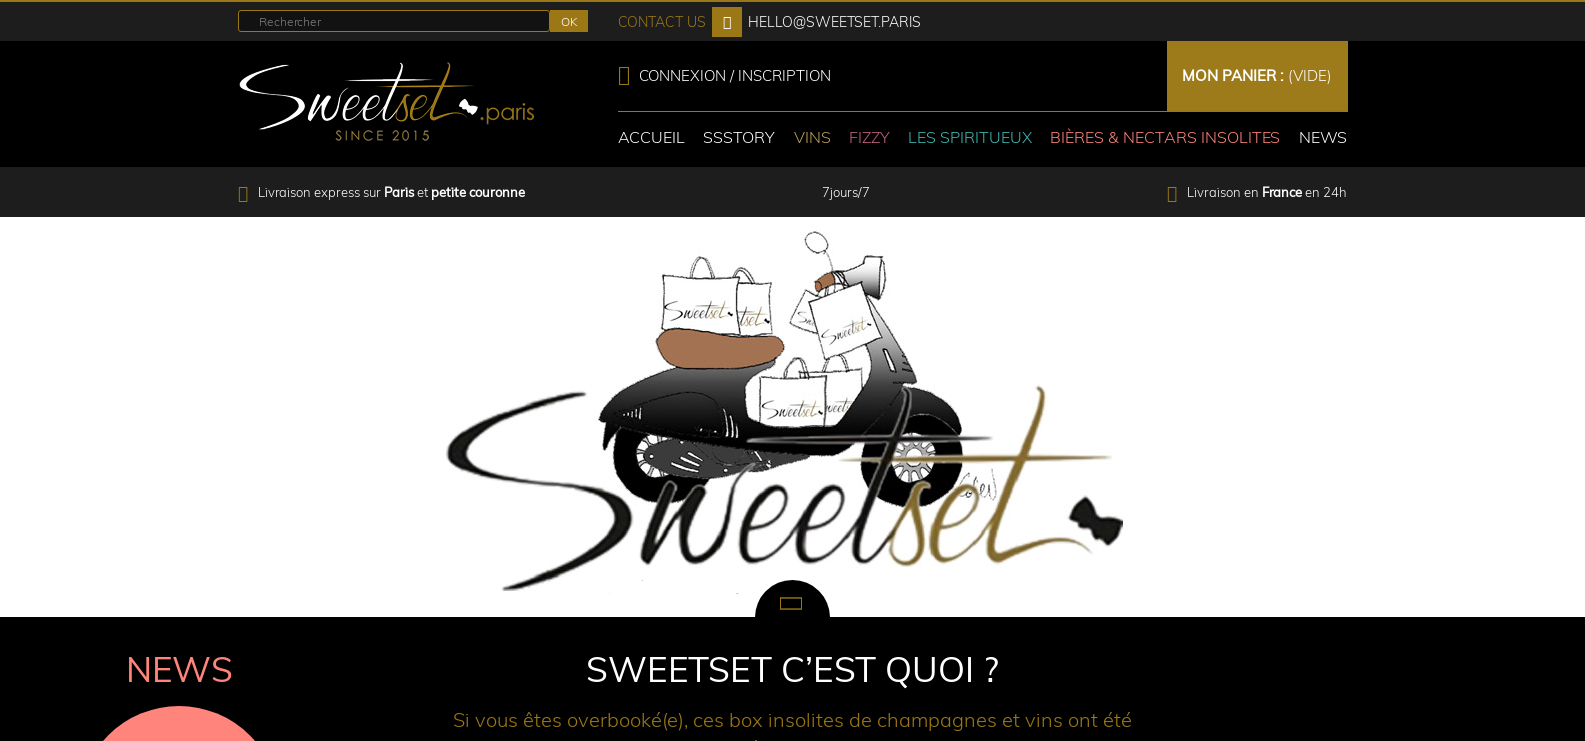 Rechercher
OK
CONTACT US
HELLO@SWEETSET.PARIS
Sweetset.paris
SINCE 2015
CONNEXION / INSCRIPTION
MON PANIER : (VIDE)
ACCUEIL SSSTORY VINS FIZZY LES SPIRITUEUX BIÈRES & NECTARS INSOLITES NEWS
Livraison express sur Paris et petite couronne
7jours/7
Livraison en France en 24h
Sweetset
Sweetset
Sweetset
Sweetset
NEWS
SWEETSET C’EST QUOI ?
Si vous êtes overbooké(e), ces box insolites de champagnes et vins ont été